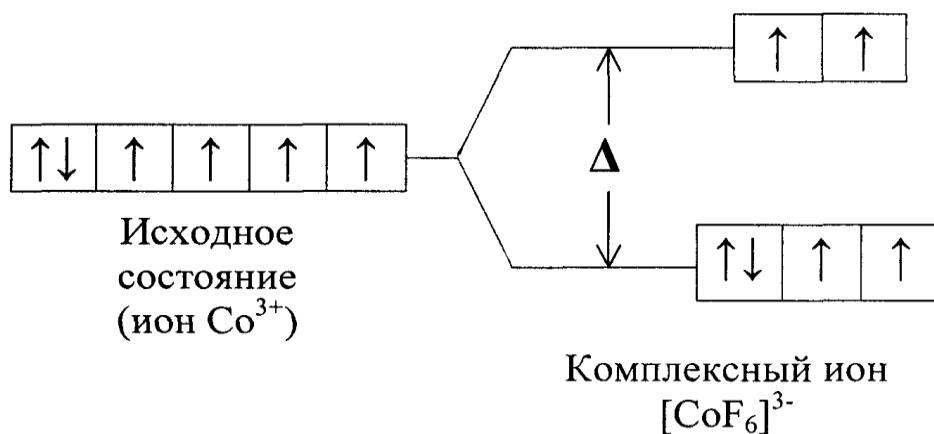 Δ
Исходное
состояние
(ион Co³⁺)
Комплексный ион
[CoF₆]³⁻